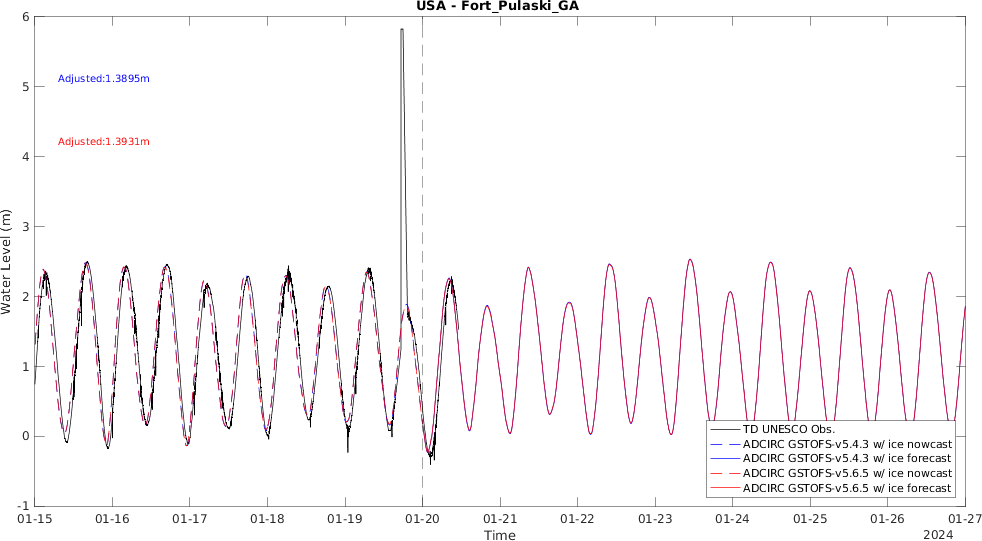 USA - Fort_Pulaski_GA
6
5
4
3
2
1
0
-1
Adjusted:1.3895m
Adjusted:1.3931m
Water Level (m)
TD UNESCO Obs.
ADCIRC GSTOFS-v5.4.3 w/ ice nowcast
ADCIRC GSTOFS-v5.4.3 w/ ice forecast
ADCIRC GSTOFS-v5.6.5 w/ ice nowcast
ADCIRC GSTOFS-v5.6.5 w/ ice forecast
01-15 01-16 01-17 01-18 01-19 01-20 01-21 01-22 01-23 01-24 01-25 01-26 01-27
Time
2024